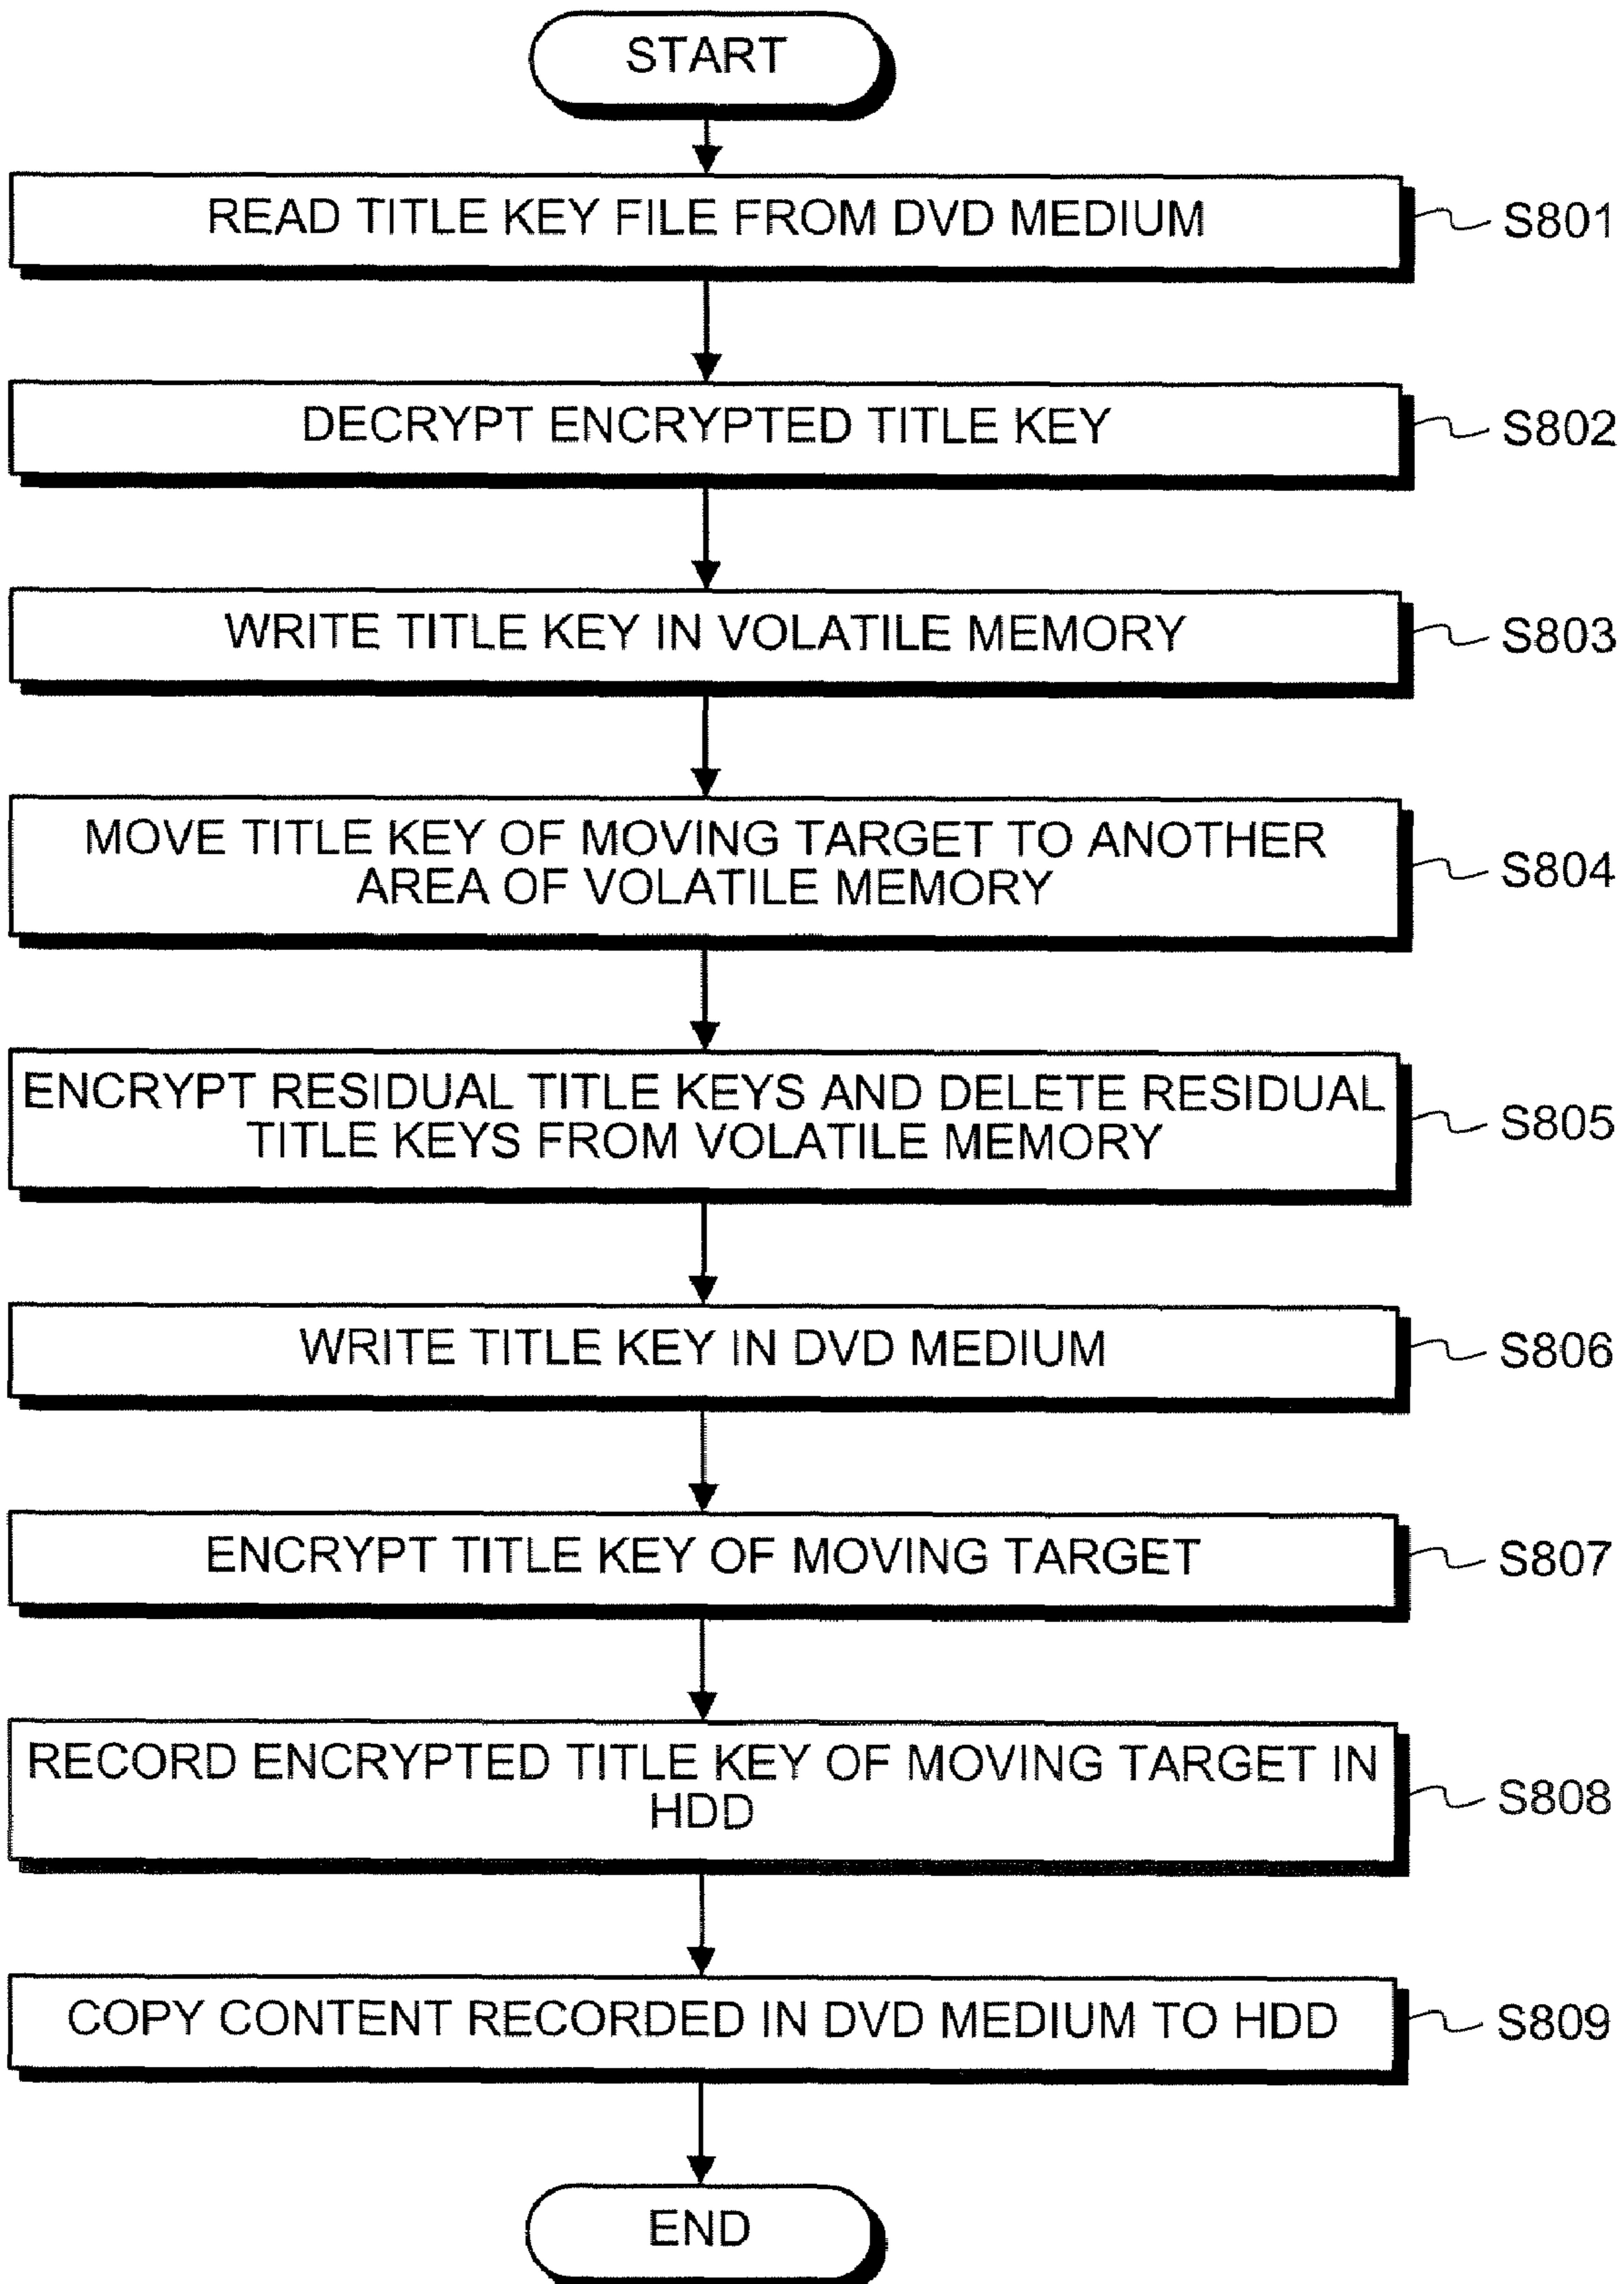 START
READ TITLE KEY FILE FROM DVD MEDIUM
S801
DECRYPT ENCRYPTED TITLE KEY
S802
WRITE TITLE KEY IN VOLATILE MEMORY
S803
MOVE TITLE KEY OF MOVING TARGET TO ANOTHER
AREA OF VOLATILE MEMORY
S804
ENCRYPT RESIDUAL TITLE KEYS AND DELETE RESIDUAL
TITLE KEYS FROM VOLATILE MEMORY
S805
WRITE TITLE KEY IN DVD MEDIUM
S806
ENCRYPT TITLE KEY OF MOVING TARGET
S807
RECORD ENCRYPTED TITLE KEY OF MOVING TARGET IN
HDD
S808
COPY CONTENT RECORDED IN DVD MEDIUM TO HDD
S809
END